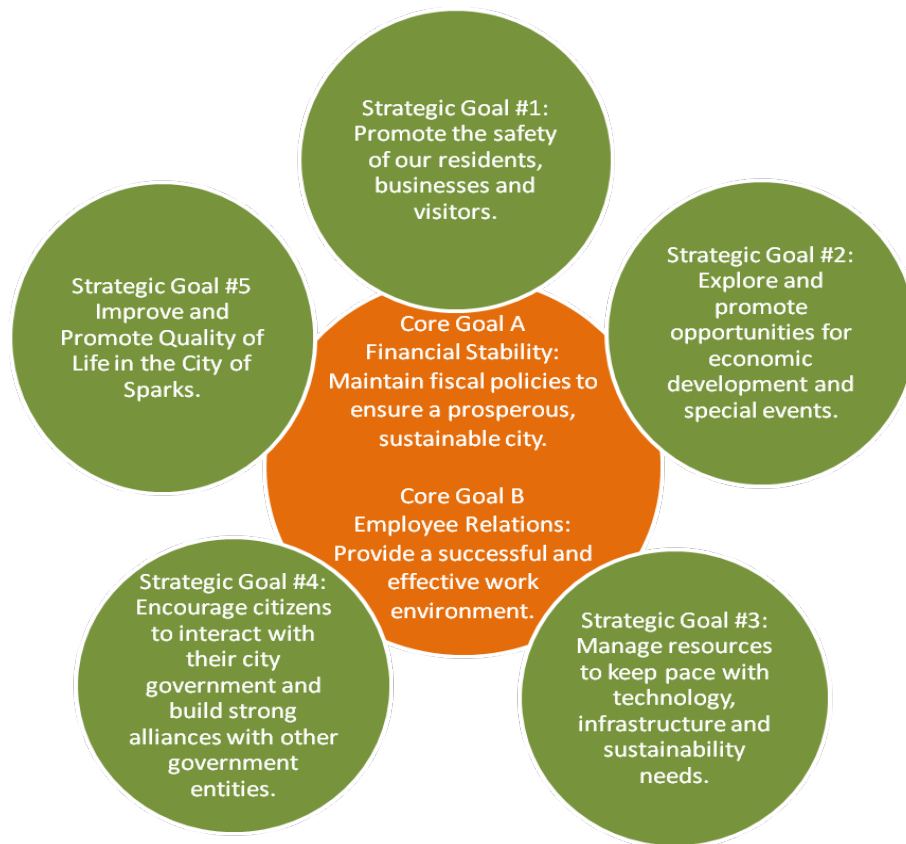 Strategic Goal #1:
Promote the safety
of our residents,
businesses and
visitors.
Strategic Goal #2:
Explore and
promote
opportunities for
economic
development and
special events.
Strategic Goal #5
Improve and
Promote Quality of
Life in the City of
Sparks.
Core Goal A
Financial Stability:
Maintain fiscal policies to
ensure a prosperous,
sustainable city.
Core Goal B
Employee Relations:
Provide a successful and
effective work
environment.
Strategic Goal #4:
Encourage citizens
to interact with
their city
government and
build strong
alliances with other
government
entities.
Strategic Goal #3:
Manage resources
to keep pace with
technology,
infrastructure and
sustainability
needs.